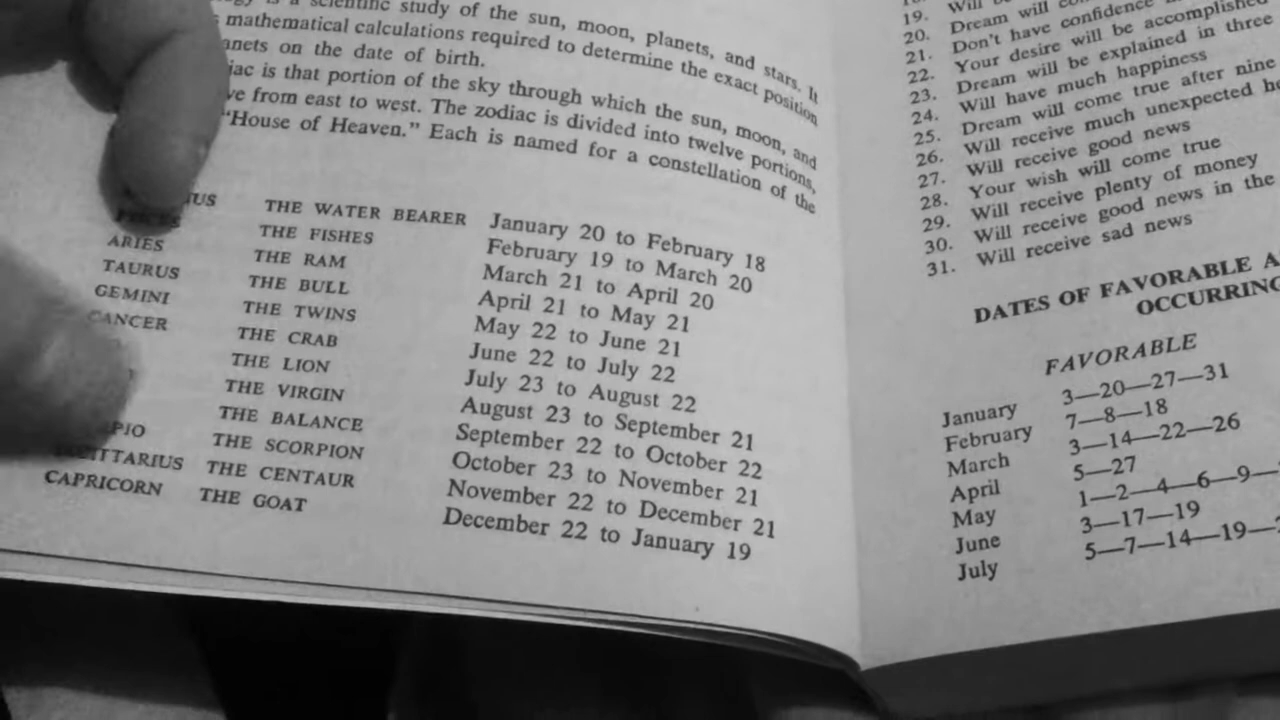 is a scientific study of the sun, moon, planets, and stars. It
mathematical calculations required to determine the exact position
on the date of birth.
is that portion of the sky through which the sun, moon, and
from east to west. The zodiac is divided into twelve portions,
"House of Heaven." Each is named for a constellation of the
THE WATER BEARER January 20 to February 18
PISCES THE FISHES February 19 to March 20
ARIES THE RAM March 21 to April 20
TAURUS THE BULL April 21 to May 21
GEMINI THE TWINS May 22 to June 21
CANCER THE CRAB June 22 to July 22
THE LION July 23 to August 22
THE VIRGIN August 23 to September 21
THE BALANCE September 22 to October 22
THE SCORPION October 23 to November 21
SAGITTARIUS THE CENTAUR November 22 to December 21
CAPRICORN THE GOAT December 22 to January 19
19. Will
20. Dream will
21. Don't have confidence
22. Your desire will be accomplished
23. Dream will be explained in three
24. Will have much happiness
25. Dream will come true after nine
26. Will receive much unexpected
27. Will receive good news
28. Your wish will come true
29. Will receive plenty of money
30. Will receive good news in the
31. Will receive sad news
DATES OF FAVORABLE
OCCURRING
FAVORABLE
January 3—20—27—31
February 7—8—18
March 3—14—22—26
April 5—27
May 1—2—4—6—9—
June 3—17—19
July 5—7—14—19—